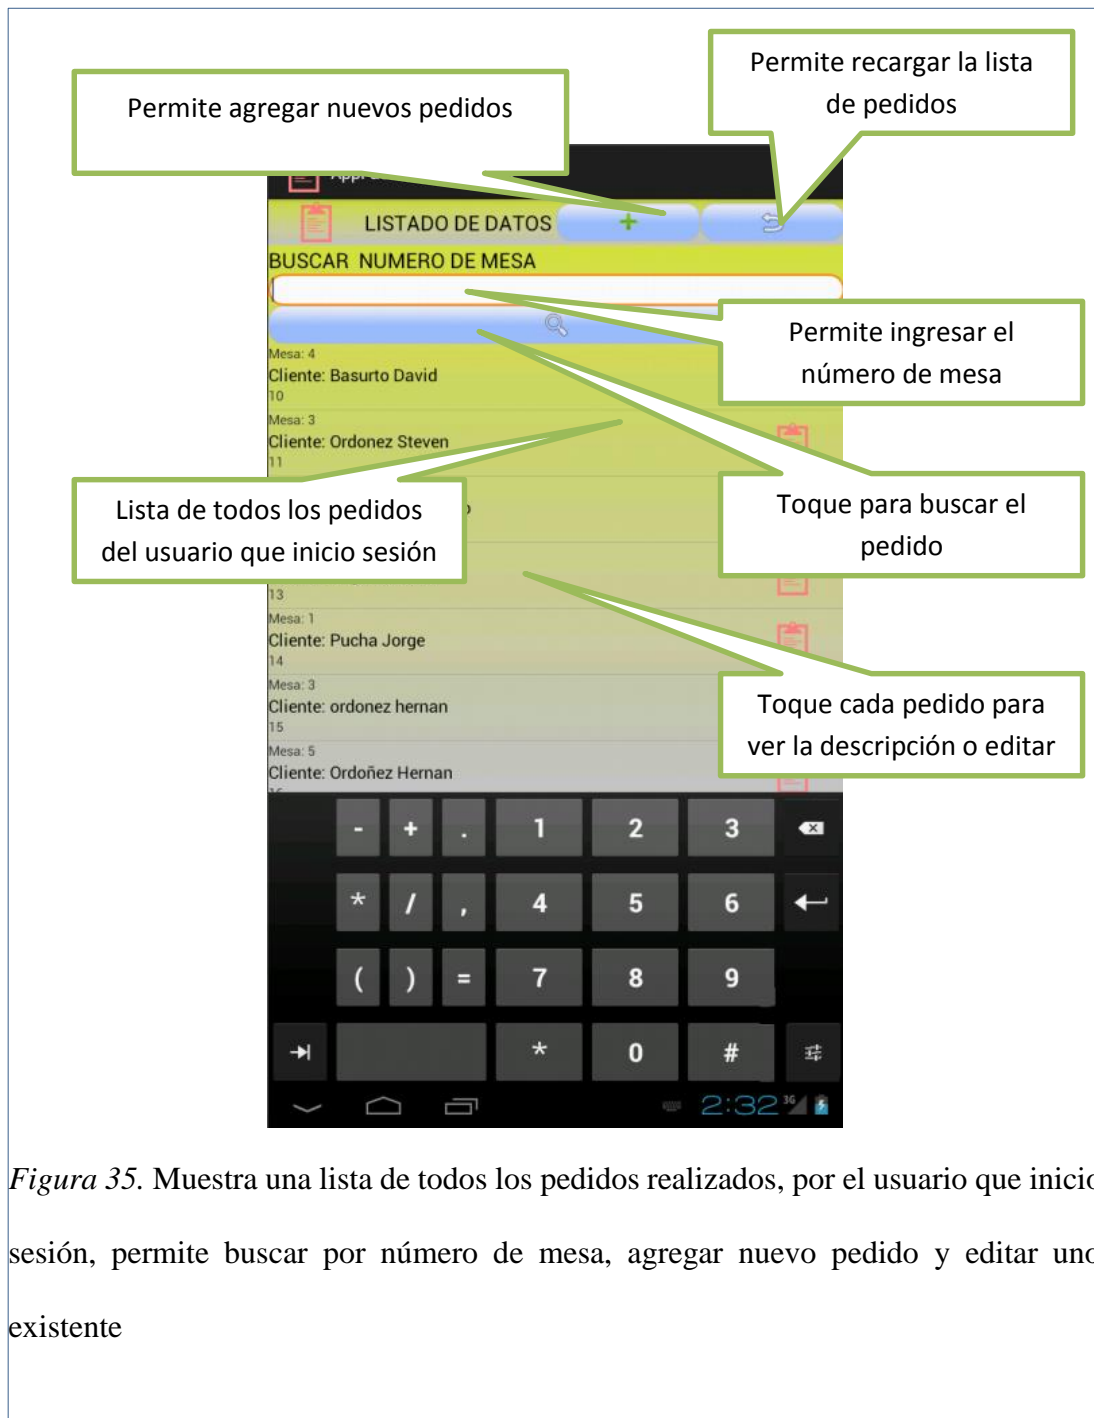 Permite recargar la lista
de pedidos
Permite agregar nuevos pedidos
LISTADO DE DATOS
+
BUSCAR NUMERO DE MESA
Permite ingresar el
número de mesa
Mesa: 4
Cliente: Basurto David
10
Mesa: 3
Cliente: Ordonez Steven
11
Lista de todos los pedidos
del usuario que inicio sesión
Toque para buscar el
pedido
13
Mesa: 1
Cliente: Pucha Jorge
14
Mesa: 3
Cliente: ordonez hernan
15
Toque cada pedido para
ver la descripción o editar
Mesa: 5
Cliente: Ordoñez Hernan
- + . 1 2 3
* / , 4 5 6
( ) = 7 8 9
* 0 #
2:32 3G
Figura 35. Muestra una lista de todos los pedidos realizados, por el usuario que inicio
sesión, permite buscar por número de mesa, agregar nuevo pedido y editar uno
existente